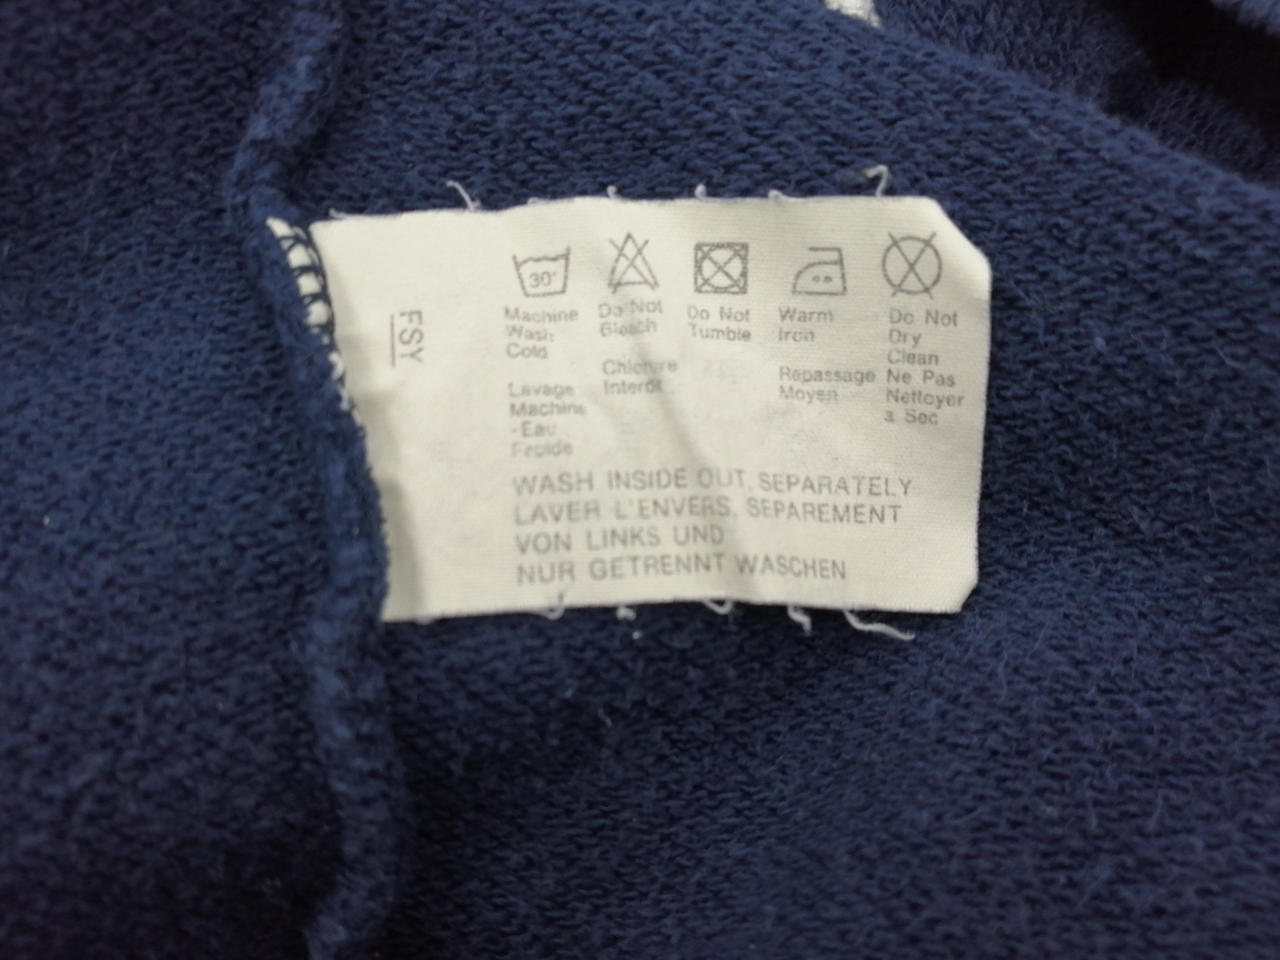 FSY
30°
Machine
Wash
Cold
Lavage
Machine
-Eau
Froide
Do Not
Bleach
Chlorure
Interdit
Do Not
Tumble
Warm
Iron
Repassage
Moyen
Do Not
Dry
Clean
Ne Pas
Nettoyer
a Sec
WASH INSIDE OUT, SEPARATELY
LAVER L'ENVERS, SEPAREMENT
VON LINKS UND
NUR GETRENNT WASCHEN